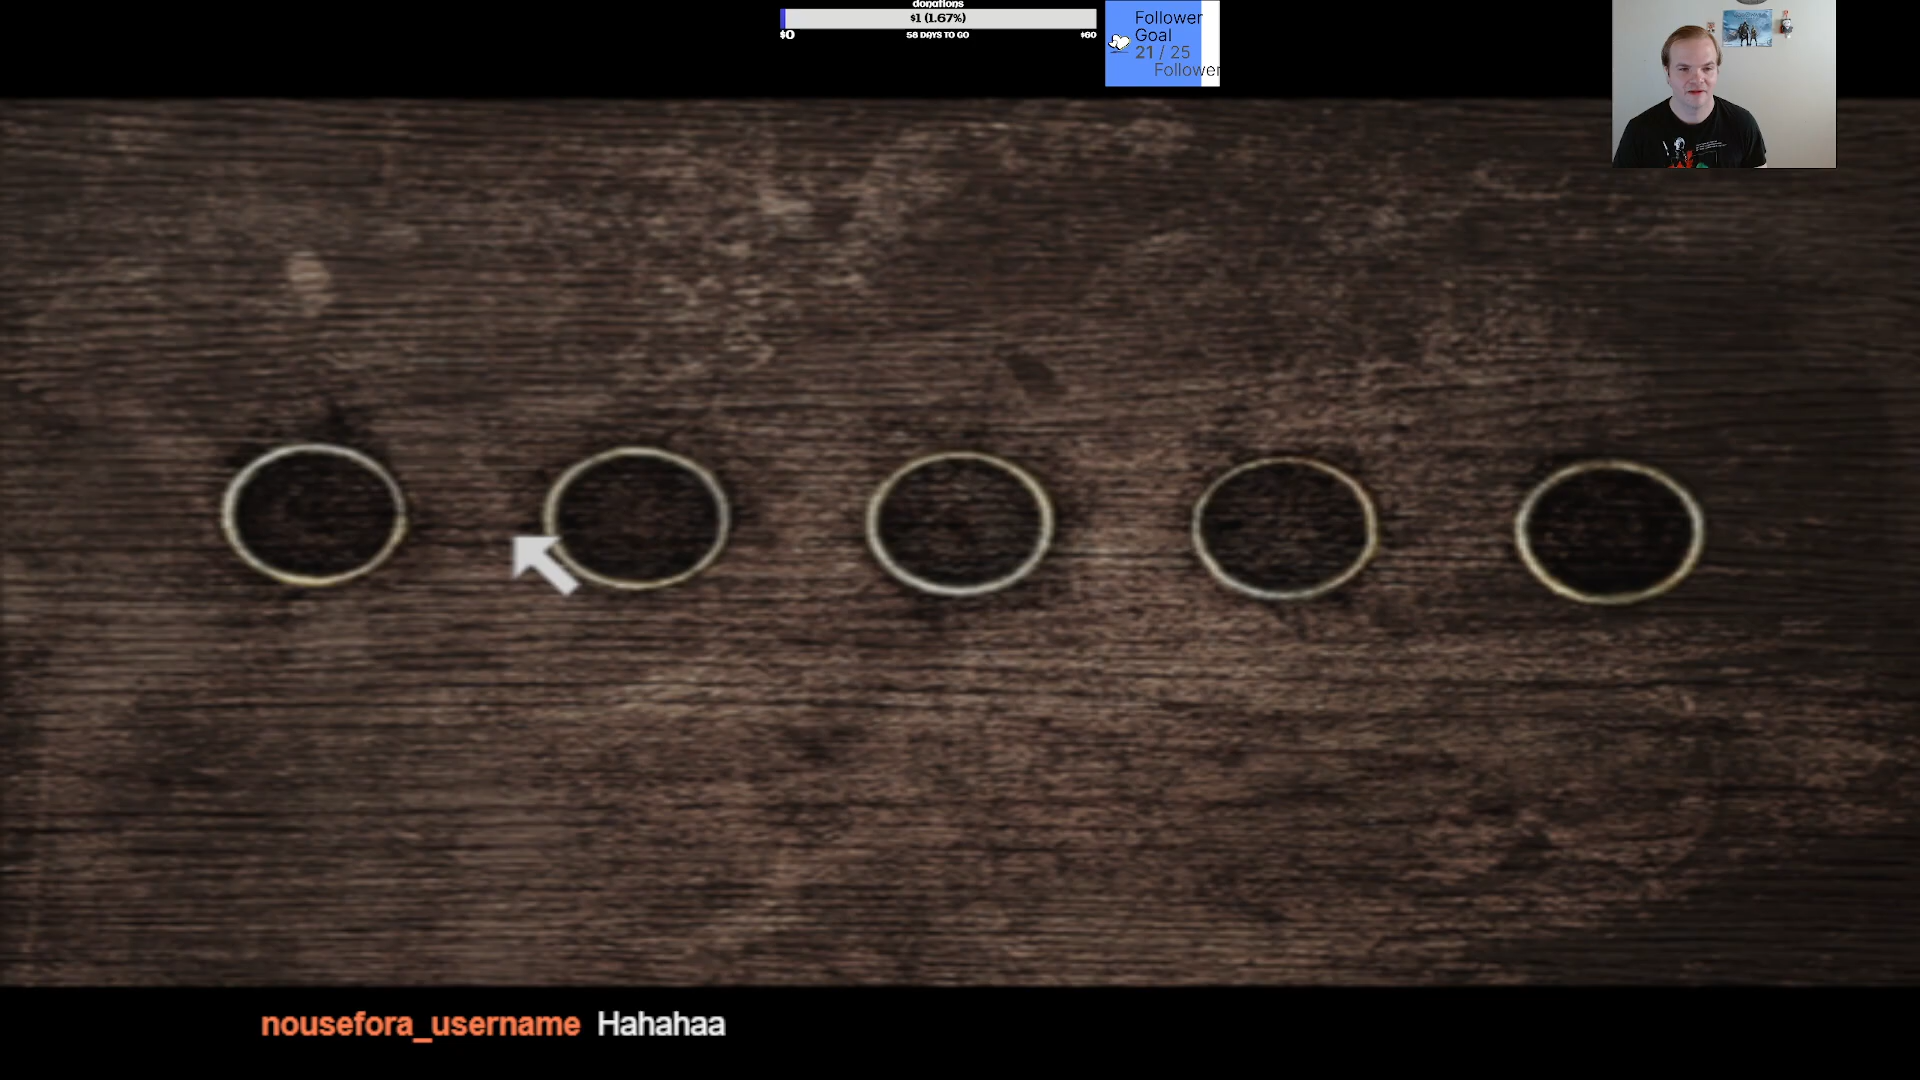 donations
$1 (1.67%)
$0
58 DAYS TO GO
$60
Follower
Goal
21 / 25
Follower
nousefora_username Hahahaa